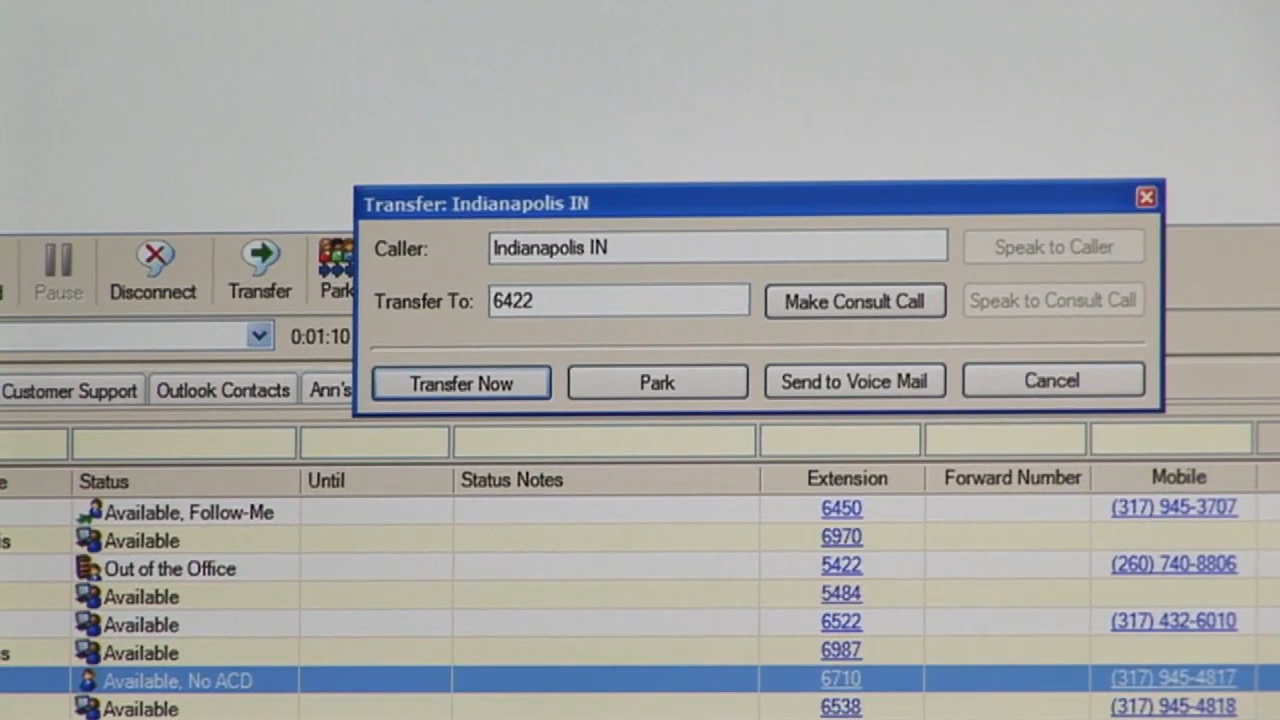 Transfer: Indianapolis IN
Caller: Indianapolis IN Speak to Caller
Transfer To: 6422 Make Consult Call Speak to Consult Call
Transfer Now Park Send to Voice Mail Cancel
Pause Disconnect Transfer Park
0:01:10
Customer Support Outlook Contacts Ann's
Status Until Status Notes Extension Forward Number Mobile
Available, Follow-Me 6450 (317) 945-3707
Available 6970
Out of the Office 5422 (260) 740-8806
Available 5484
Available 6522 (317) 432-6010
Available 6987
Available, No ACD 6710 (317) 945-4817
Available 6538 (317) 945-4818